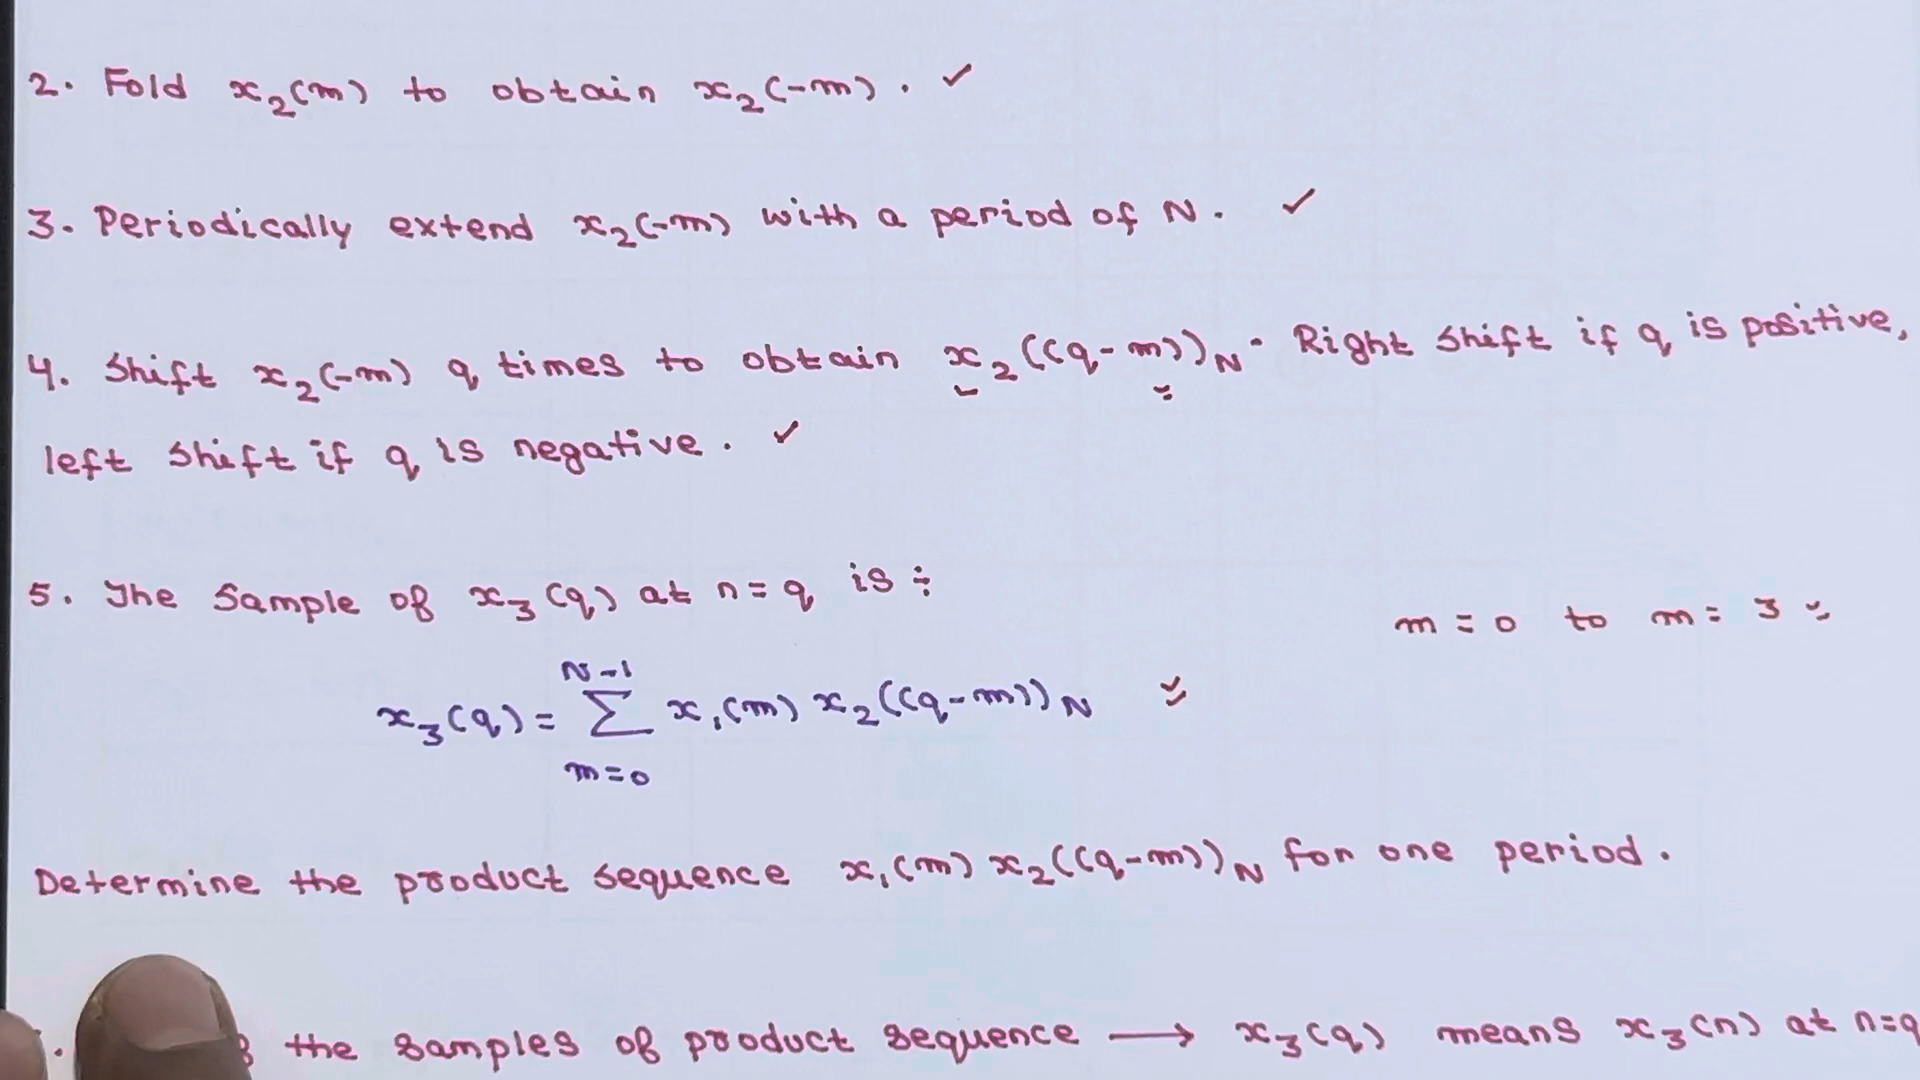 2. Fold x₂(m) to obtain x₂(-m). ✓
3. Periodically extend x₂(-m) with a period of N. ✓
4. Shift x₂(-m) q times to obtain x₂((q-m))_N. Right shift if q is positive,
left shift if q is negative. ✓
5. The sample of x₃(q) at n=q is :
m = 0 to m = 3
N-1
x₃(q) = Σ x₁(m) x₂((q-m))_N
m=0
Determine the product sequence x₁(m) x₂((q-m))_N for one period.
the samples of product sequence → x₃(q) means x₃(n) at n=q